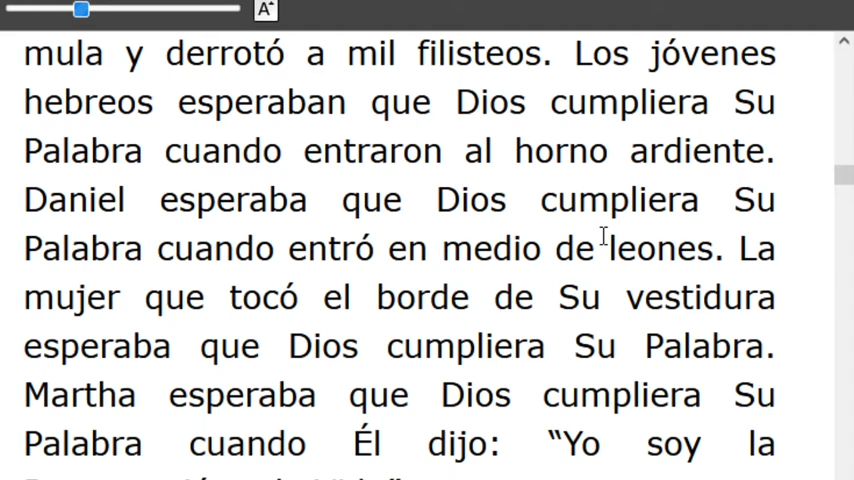 A
mula y derrotó a mil filisteos. Los jóvenes
hebreos esperaban que Dios cumpliera Su
Palabra cuando entraron al horno ardiente.
Daniel esperaba que Dios cumpliera Su
Palabra cuando entró en medio de leones. La
mujer que tocó el borde de Su vestidura
esperaba que Dios cumpliera Su Palabra.
Martha esperaba que Dios cumpliera Su
Palabra cuando Él dijo: “Yo soy la